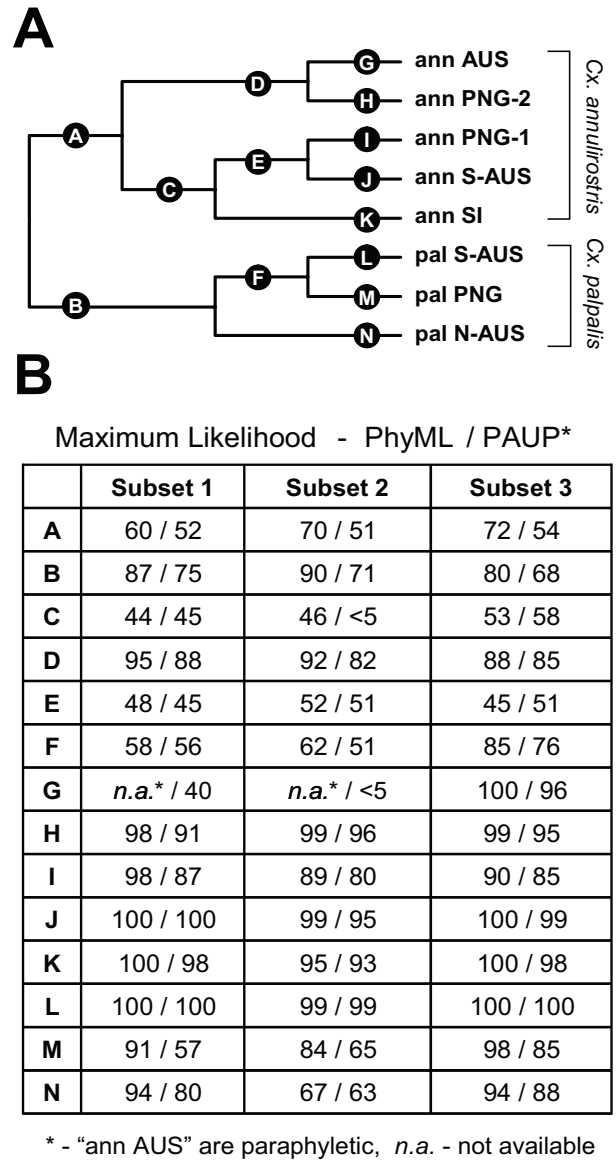 A
G ann AUS
D
H ann PNG-2
A
I ann PNG-1
E
J ann S-AUS
C
K ann SI
Cx. annulirostris
L pal S-AUS
F
M pal PNG
B
N pal N-AUS
Cx. palpalis
B
Maximum Likelihood - PhyML / PAUP*
Subset 1 Subset 2 Subset 3
A 60 / 52 70 / 51 72 / 54
B 87 / 75 90 / 71 80 / 68
C 44 / 45 46 / <5 53 / 58
D 95 / 88 92 / 82 88 / 85
E 48 / 45 52 / 51 45 / 51
F 58 / 56 62 / 51 85 / 76
G n.a.* / 40 n.a.* / <5 100 / 96
H 98 / 91 99 / 96 99 / 95
I 98 / 87 89 / 80 90 / 85
J 100 / 100 99 / 95 100 / 99
K 100 / 98 95 / 93 100 / 98
L 100 / 100 99 / 99 100 / 100
M 91 / 57 84 / 65 98 / 85
N 94 / 80 67 / 63 94 / 88
* - “ann AUS” are paraphyletic, n.a. - not available